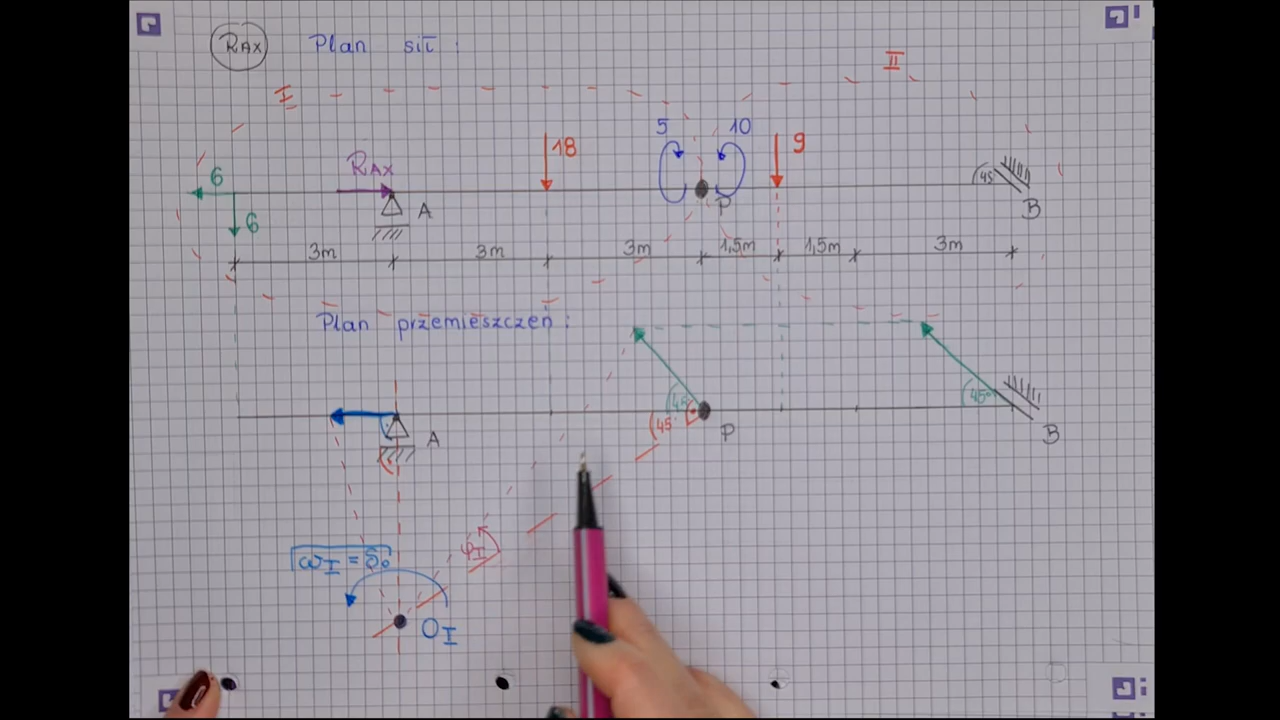 RAX Plan sił :
I II
6 RAX 18 5 10 9 45
6 A P B
3m 3m 3m 1,5m 1,5m 3m
Plan przemieszczeń :
45 45°
45° P B
A
ωI = δ0 φI
OI